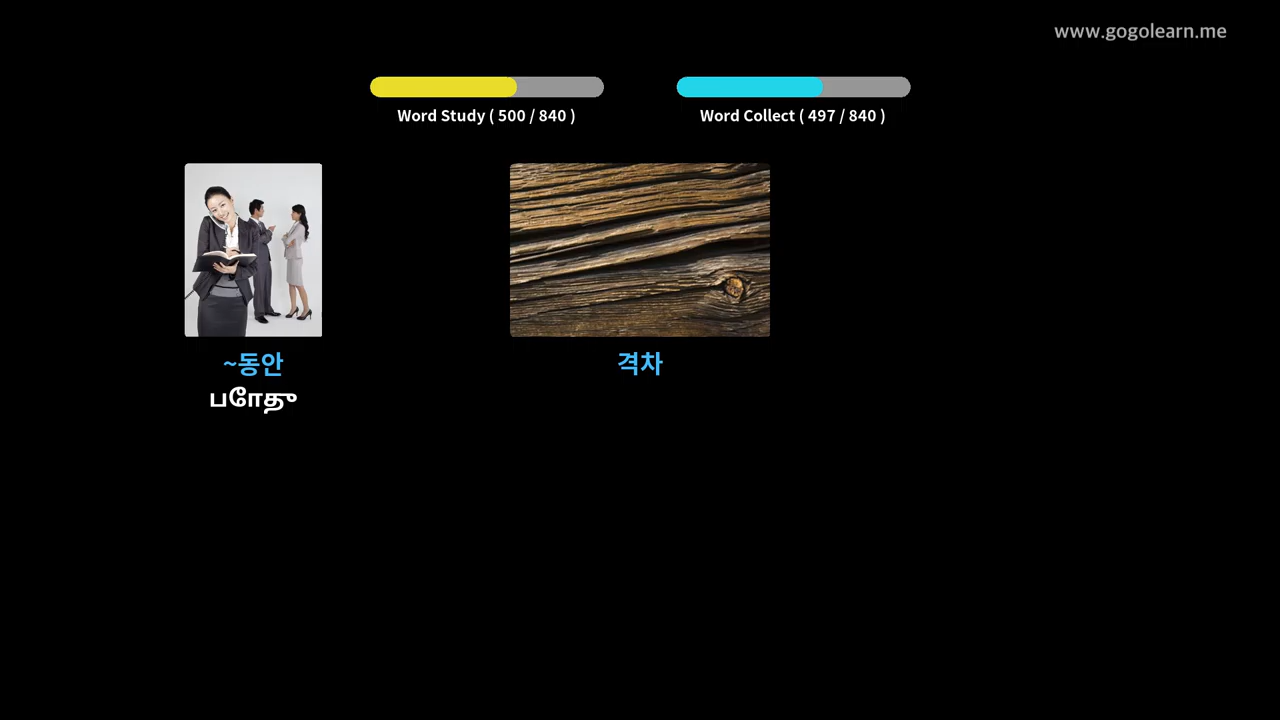 www.gogolearn.me
Word Study ( 500 / 840 )
Word Collect ( 497 / 840 )
~동안
போது
격차